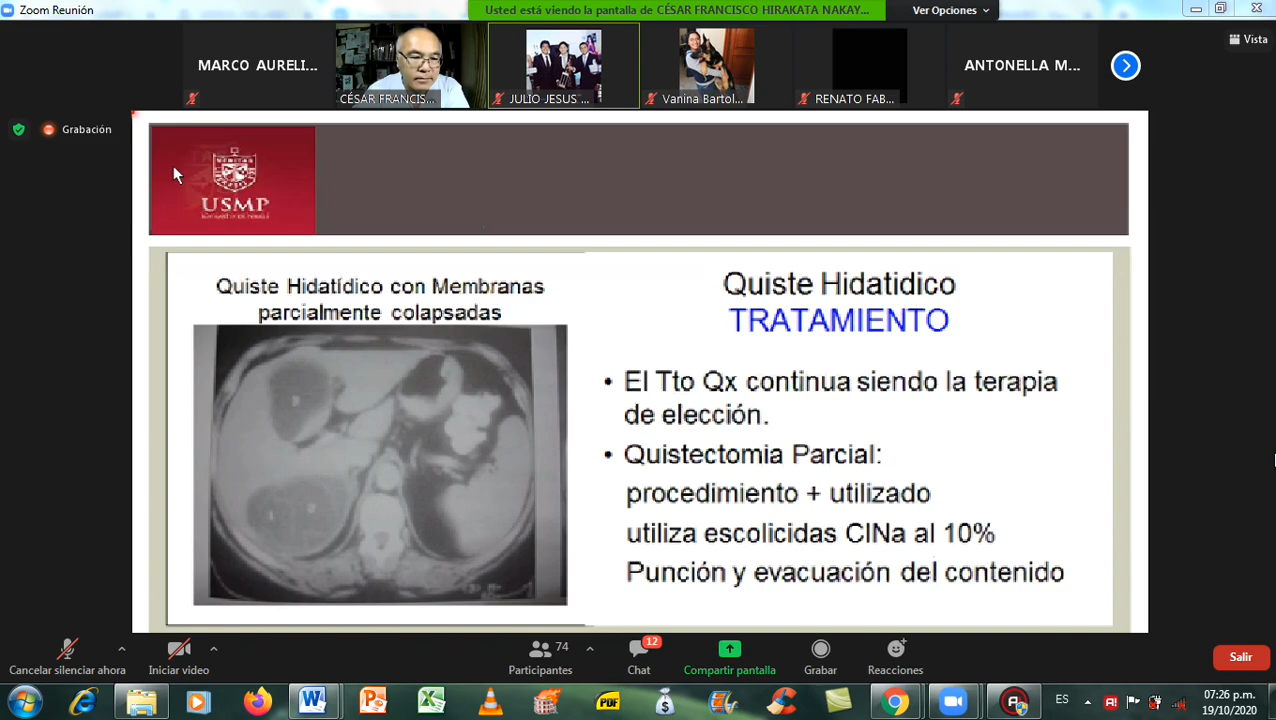 Zoom Reunión
Usted está viendo la pantalla de CÉSAR FRANCISCO HIRAKATA NAKAY...
Ver Opciones
Vista
MARCO AURELI...
CÉSAR FRANCIS...
JULIO JESUS ...
Vanina Bartol...
RENATO FAB...
ANTONELLA M...
Grabación
USMP
Quiste Hidatídico con Membranas
parcialmente colapsadas
Quiste Hidatidico
TRATAMIENTO
• El Tto Qx continua siendo la terapia
de elección.
• Quistectomia Parcial:
procedimiento + utilizado
utiliza escolicidas ClNa al 10%
Punción y evacuación del contenido
Cancelar silenciar ahora
Iniciar video
74
Participantes
12
Chat
Compartir pantalla
Grabar
Reacciones
Salir
ES
07:26 p.m.
19/10/2020